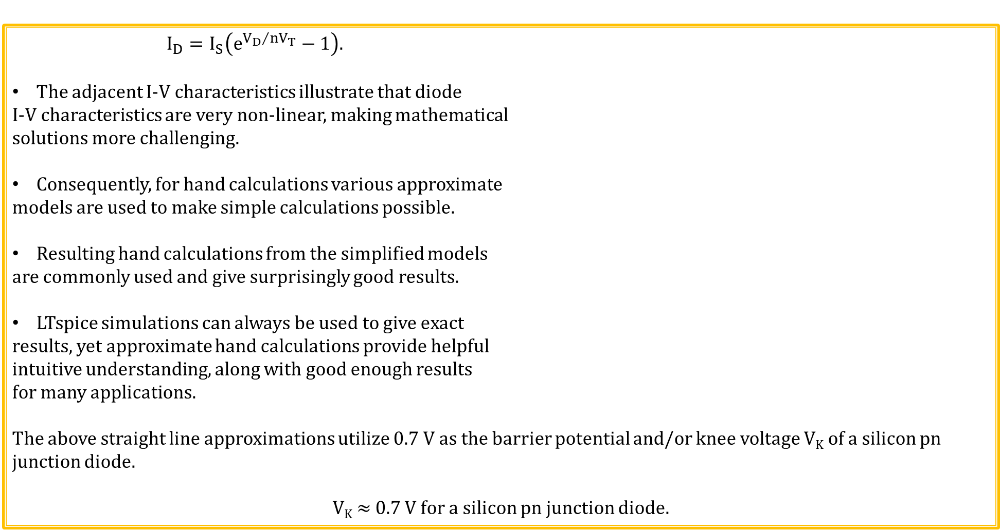 I_D = I_S(e^{V_D/nV_T} − 1).
• The adjacent I-V characteristics illustrate that diode
I-V characteristics are very non-linear, making mathematical
solutions more challenging.
• Consequently, for hand calculations various approximate
models are used to make simple calculations possible.
• Resulting hand calculations from the simplified models
are commonly used and give surprisingly good results.
• LTspice simulations can always be used to give exact
results, yet approximate hand calculations provide helpful
intuitive understanding, along with good enough results
for many applications.
The above straight line approximations utilize 0.7 V as the barrier potential and/or knee voltage V_K of a silicon pn
junction diode.
V_K ≈ 0.7 V for a silicon pn junction diode.